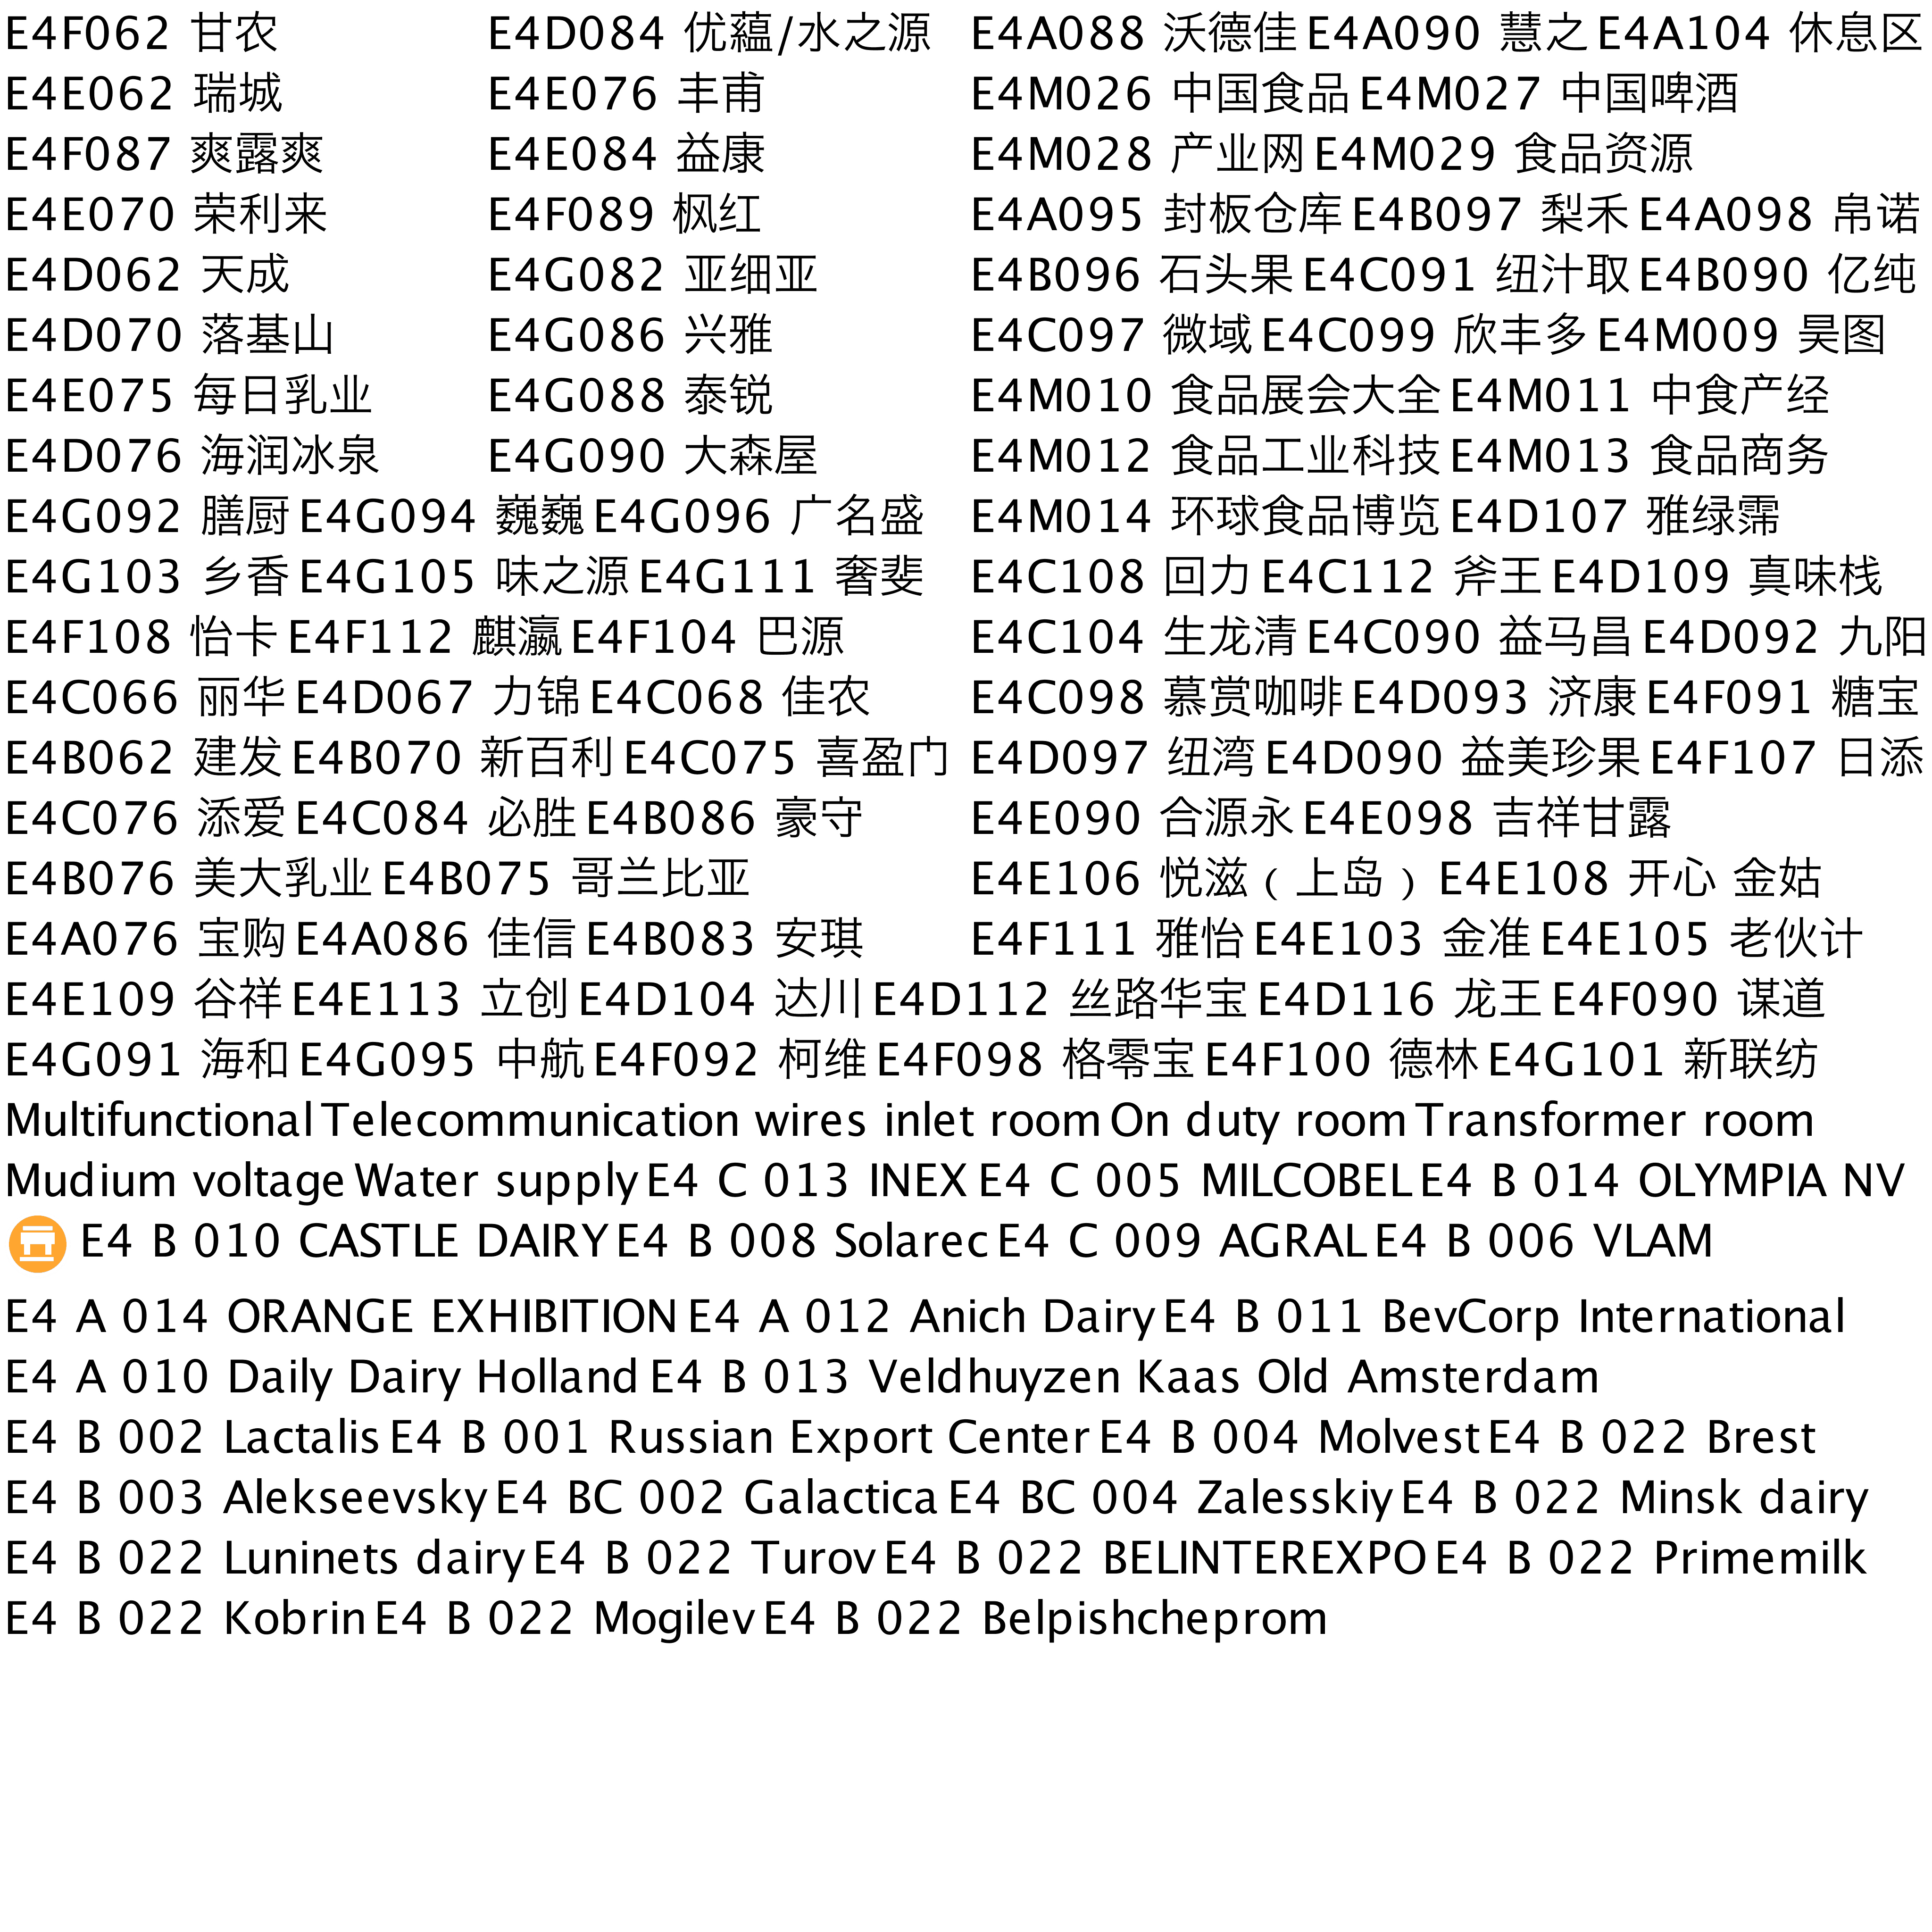 E4F062 甘农 E4D084 优蕴/水之源 E4A088 沃德佳 E4A090 慧之 E4A104 休息区
E4E062 瑞城 E4E076 丰甫 E4M026 中国食品 E4M027 中国啤酒
E4F087 爽露爽 E4E084 益康 E4M028 产业网 E4M029 食品资源
E4E070 荣利来 E4F089 枫红 E4A095 封板仓库 E4B097 梨禾 E4A098 帛诺
E4D062 天成 E4G082 亚细亚 E4B096 石头果 E4C091 纽汁取 E4B090 亿纯
E4D070 落基山 E4G086 兴雅 E4C097 微域 E4C099 欣丰多 E4M009 昊图
E4E075 每日乳业 E4G088 泰锐 E4M010 食品展会大全 E4M011 中食产经
E4D076 海润冰泉 E4G090 大森屋 E4M012 食品工业科技 E4M013 食品商务
E4G092 膳厨 E4G094 巍巍 E4G096 广名盛 E4M014 环球食品博览 E4D107 雅绿霈
E4G103 乡香 E4G105 味之源 E4G111 奢斐 E4C108 回力 E4C112 斧王 E4D109 真味栈
E4F108 怡卡 E4F112 麒瀛 E4F104 巴源 E4C104 生龙清 E4C090 益马昌 E4D092 九阳
E4C066 丽华 E4D067 力锦 E4C068 佳农 E4C098 慕赏咖啡 E4D093 济康 E4F091 糖宝
E4B062 建发 E4B070 新百利 E4C075 喜盈门 E4D097 纽湾 E4D090 益美珍果 E4F107 日添
E4C076 添爱 E4C084 必胜 E4B086 豪守 E4E090 合源永 E4E098 吉祥甘露
E4B076 美大乳业 E4B075 哥兰比亚 E4E106 悦滋（上岛） E4E108 开心 金姑
E4A076 宝购 E4A086 佳信 E4B083 安琪 E4F111 雅怡 E4E103 金准 E4E105 老伙计
E4E109 谷祥 E4E113 立创 E4D104 达川 E4D112 丝路华宝 E4D116 龙王 E4F090 谋道
E4G091 海和 E4G095 中航 E4F092 柯维 E4F098 格零宝 E4F100 德林 E4G101 新联纺
Multifunctional Telecommunication wires inlet room On duty room Transformer room
Mudium voltage Water supply E4 C 013 INEX E4 C 005 MILCOBEL E4 B 014 OLYMPIA NV
E4 B 010 CASTLE DAIRY E4 B 008 Solarec E4 C 009 AGRAL E4 B 006 VLAM
E4 A 014 ORANGE EXHIBITION E4 A 012 Anich Dairy E4 B 011 BevCorp International
E4 A 010 Daily Dairy Holland E4 B 013 Veldhuyzen Kaas Old Amsterdam
E4 B 002 Lactalis E4 B 001 Russian Export Center E4 B 004 Molvest E4 B 022 Brest
E4 B 003 Alekseevsky E4 BC 002 Galactica E4 BC 004 Zalesskiy E4 B 022 Minsk dairy
E4 B 022 Luninets dairy E4 B 022 Turov E4 B 022 BELINTEREXPO E4 B 022 Primemilk
E4 B 022 Kobrin E4 B 022 Mogilev E4 B 022 Belpishcheprom